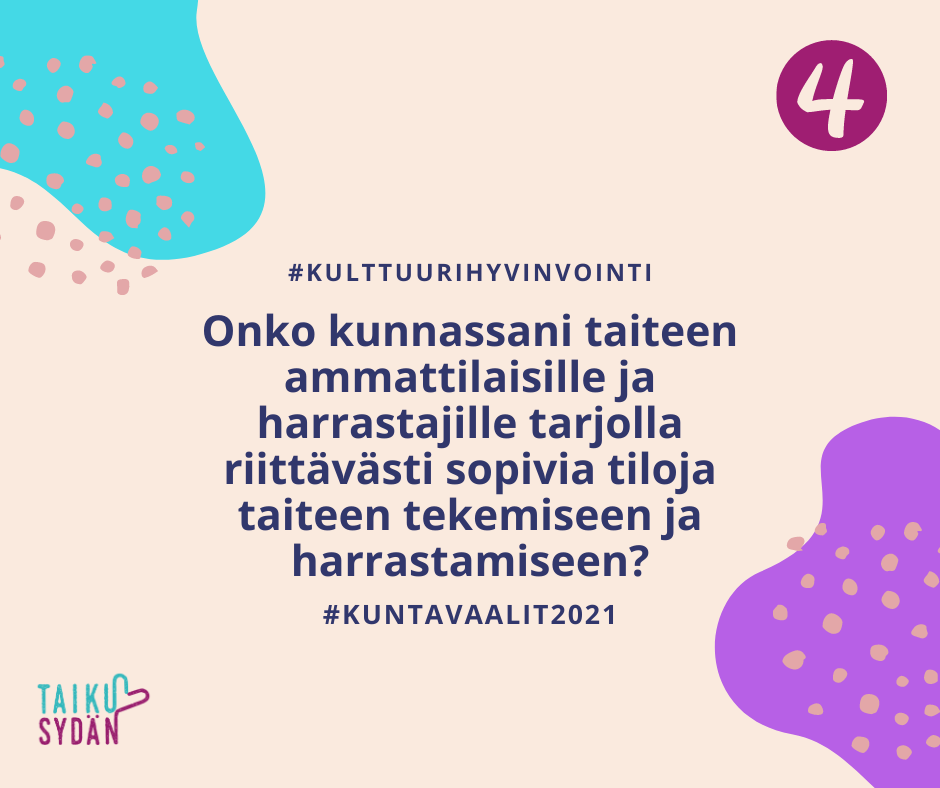 4
#KULTTUURIHYVINVOINTI
Onko kunnassani taiteen
ammattilaisille ja
harrastajille tarjolla
riittävästi sopivia tiloja
taiteen tekemiseen ja
harrastamiseen?
#KUNTAVAALIT2021
TAIKU
SYDÄN